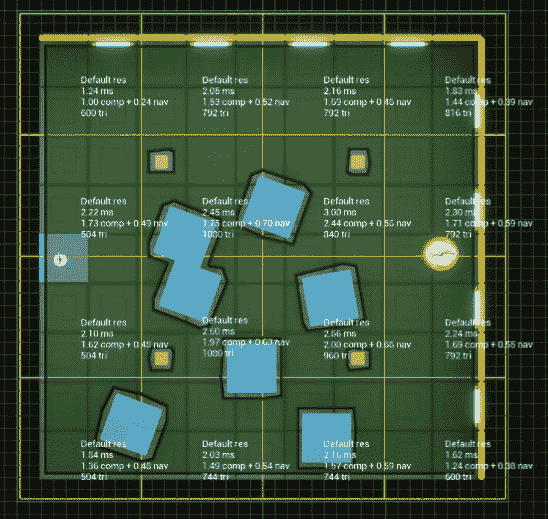 Default res
1.24 ms
1.00 comp + 0.24 nav
600 tri
Default res
2.05 ms
1.53 comp + 0.52 nav
792 tri
Default res
2.16 ms
1.69 comp + 0.46 nav
792 tri
Default res
1.83 ms
1.44 comp + 0.39 nav
816 tri
Default res
2.22 ms
1.73 comp + 0.49 nav
504 tri
Default res
2.45 ms
1.75 comp + 0.70 nav
1080 tri
Default res
3.00 ms
2.44 comp + 0.56 nav
840 tri
Default res
2.30 ms
1.71 comp + 0.59 nav
792 tri
Default res
2.10 ms
1.62 comp + 0.48 nav
504 tri
Default res
2.60 ms
1.97 comp + 0.63 nav
tri
Default res
2.66 ms
2.00 comp + 0.66 nav
960 tri
Default res
2.24 ms
1.69 comp + 0.55 nav
792 tri
Default res
1.84 ms
1.36 comp + 0.48 nav
504 tri
Default res
2.03 ms
1.49 comp + 0.54 nav
744 tri
Default res
2.16 ms
1.57 comp + 0.59 nav
744 tri
Default res
1.62 ms
1.24 comp + 0.38 nav
600 tri